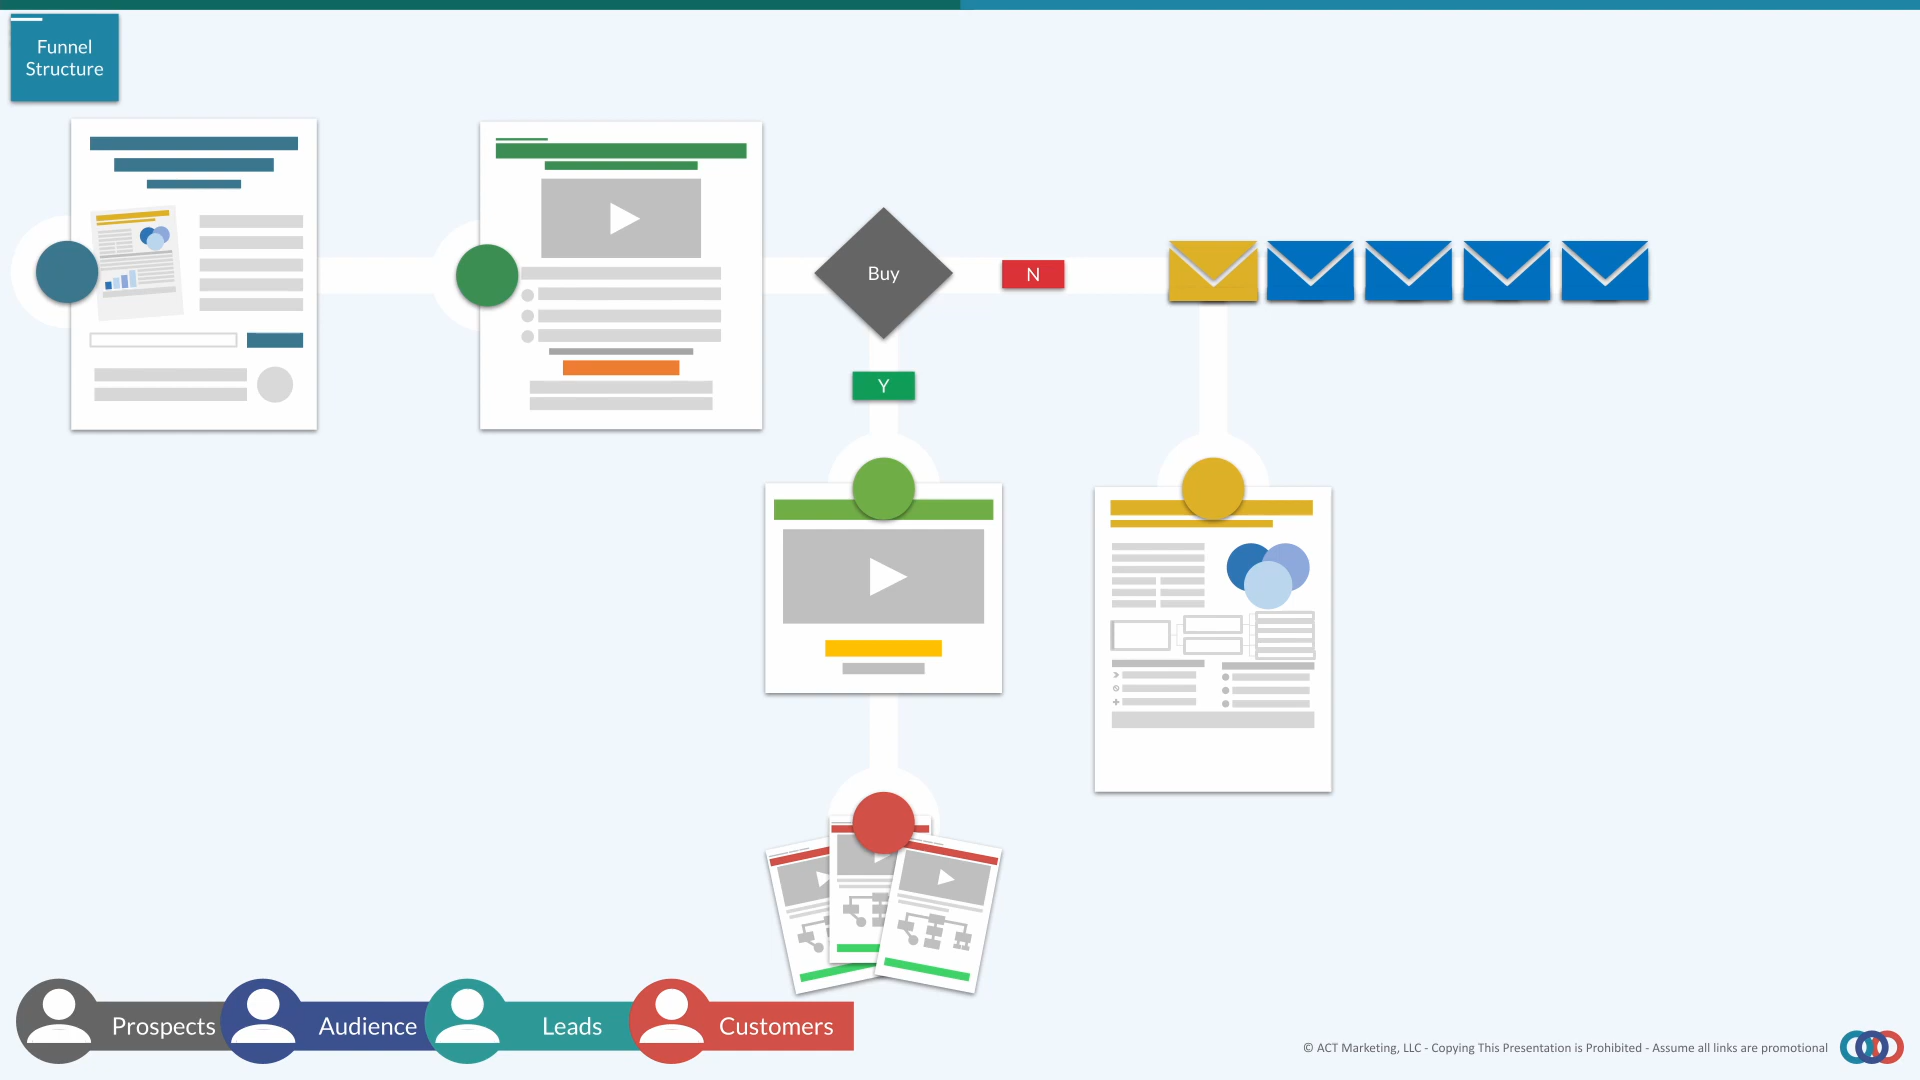 Funnel
Structure
Buy
N
Y
Prospects
Audience
Leads
Customers
© ACT Marketing, LLC - Copying This Presentation is Prohibited - Assume all links are promotional